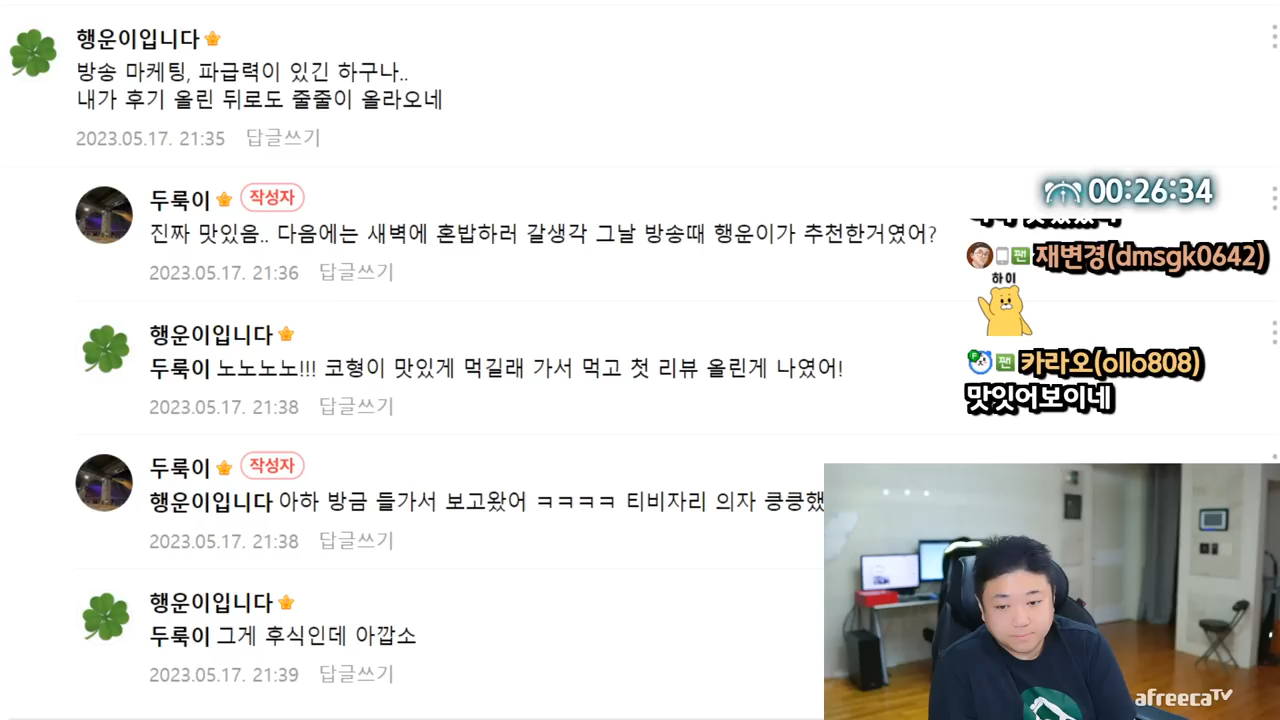 행운이입니다
방송 마케팅, 파급력이 있긴 하구나..
내가 후기 올린 뒤로도 줄줄이 올라오네
2023.05.17. 21:35 답글쓰기
두룩이 작성자
진짜 맛있음.. 다음에는 새벽에 혼밥하러 갈생각 그날 방송때 행운이가 추천한거였어?
2023.05.17. 21:36 답글쓰기
행운이입니다
두룩이 노노노노!!! 코형이 맛있게 먹길래 가서 먹고 첫 리뷰 올린게 나였어!
2023.05.17. 21:38 답글쓰기
두룩이 작성자
행운이입니다 아하 방금 들가서 보고왔어 ㅋㅋㅋㅋ 티비자리 의자 킁킁했
2023.05.17. 21:38 답글쓰기
행운이입니다
두룩이 그게 후식인데 아깝소
2023.05.17. 21:39 답글쓰기
00:26:34
팬 재변경(dmsgk0642)
하이
F 팬 카라오(ollo808)
맛잇어보이네
afreecaTV